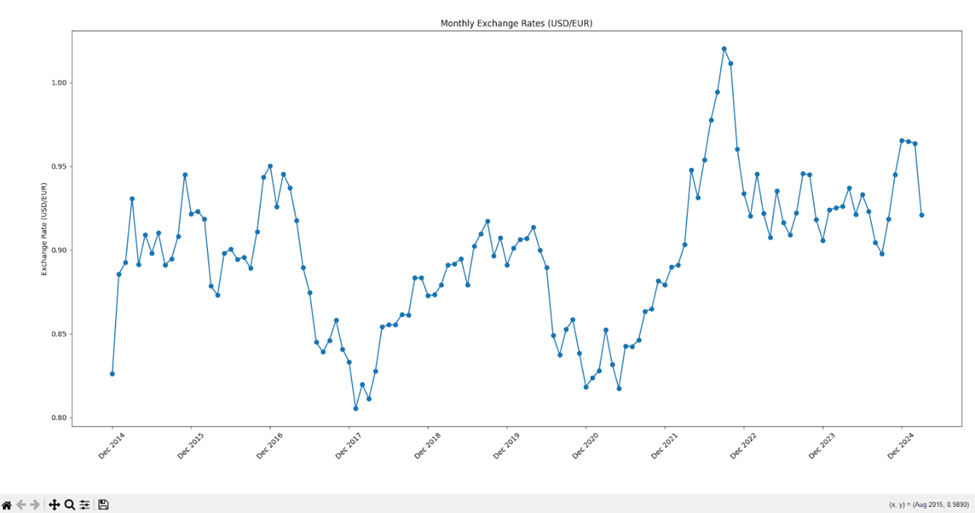 Monthly Exchange Rates (USD/EUR)
Exchange Rate (USD/EUR)
1.00
0.95
0.90
0.85
0.80
Dec 2014
Dec 2015
Dec 2016
Dec 2017
Dec 2018
Dec 2019
Dec 2020
Dec 2021
Dec 2022
Dec 2023
Dec 2024
(x, y) = (Aug 2015, 0.9890)